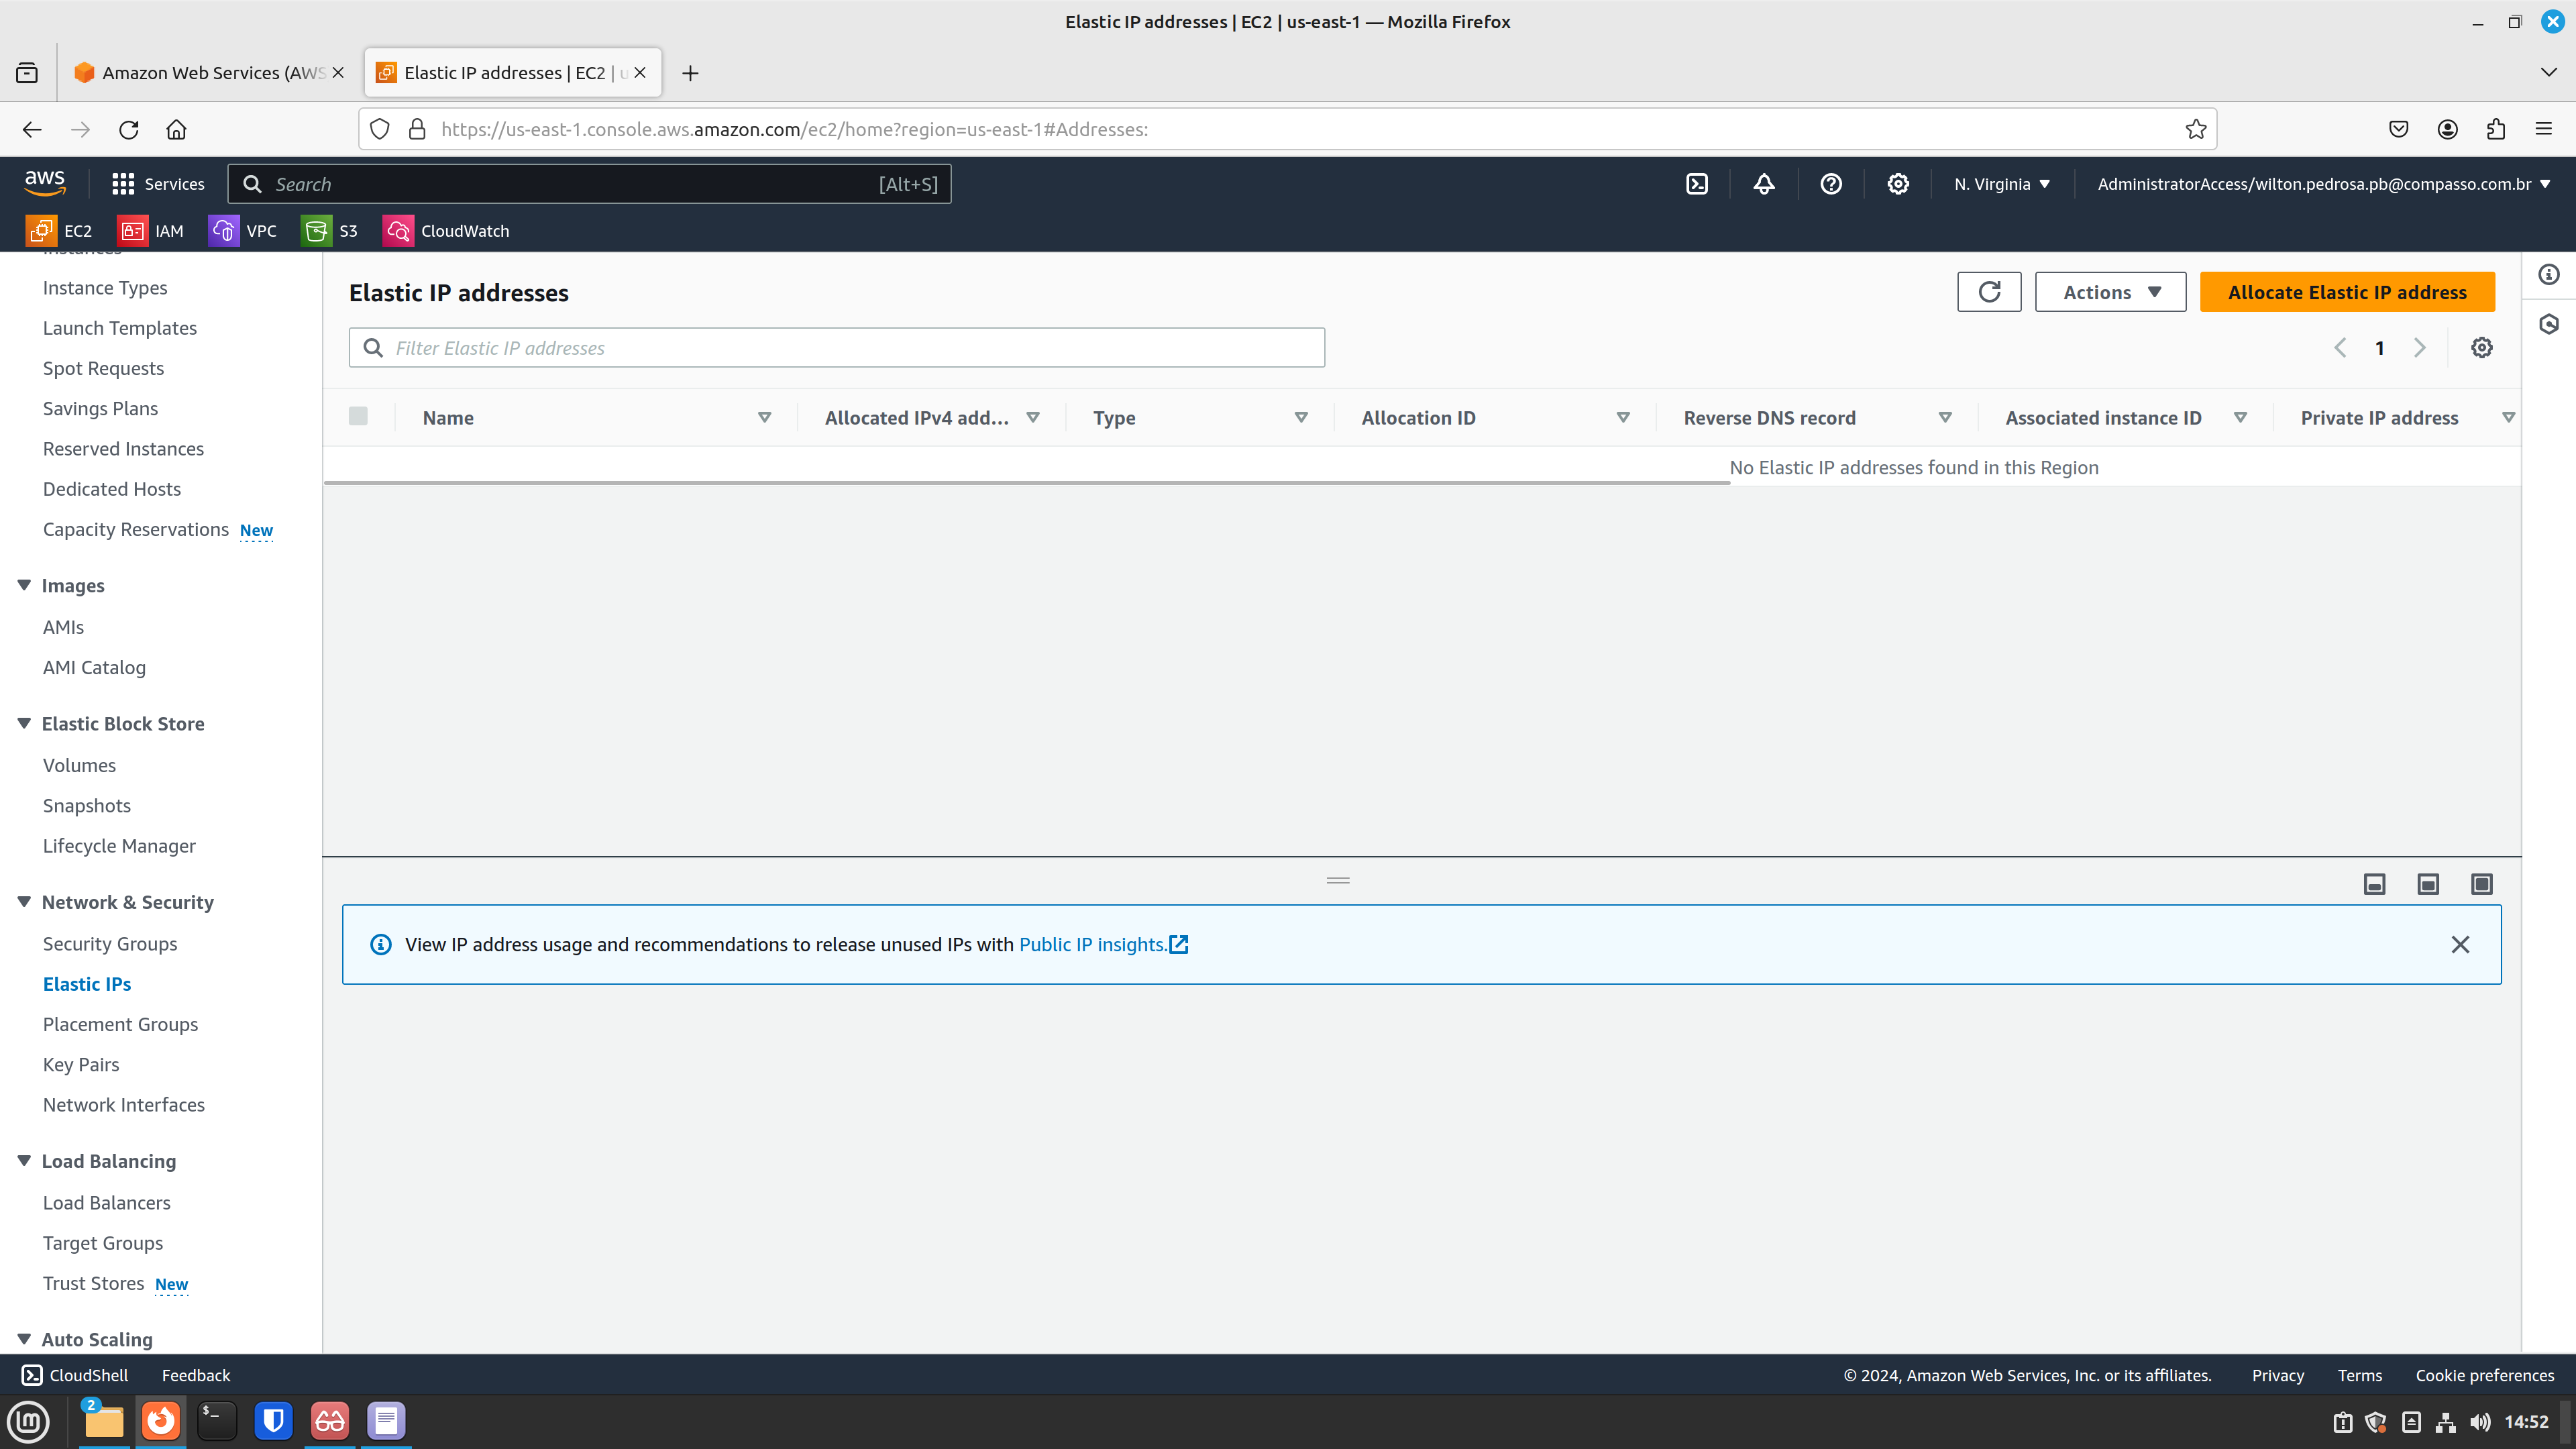 Elastic IP addresses | EC2 | us-east-1 — Mozilla Firefox
Amazon Web Services (AWS
Elastic IP addresses | EC2 | u
https://us-east-1.console.aws.amazon.com/ec2/home?region=us-east-1#Addresses:
aws
Services
Search
[Alt+S]
N. Virginia
AdministratorAccess/wilton.pedrosa.pb@compasso.com.br
EC2
IAM
VPC
S3
CloudWatch
Instances
Instance Types
Launch Templates
Spot Requests
Savings Plans
Reserved Instances
Dedicated Hosts
Capacity Reservations New
Images
AMIs
AMI Catalog
Elastic Block Store
Volumes
Snapshots
Lifecycle Manager
Network & Security
Security Groups
Elastic IPs
Placement Groups
Key Pairs
Network Interfaces
Load Balancing
Load Balancers
Target Groups
Trust Stores New
Auto Scaling
Elastic IP addresses
Actions
Allocate Elastic IP address
Filter Elastic IP addresses
1
Name
Allocated IPv4 add...
Type
Allocation ID
Reverse DNS record
Associated instance ID
Private IP address
No Elastic IP addresses found in this Region
View IP address usage and recommendations to release unused IPs with Public IP insights.
CloudShell
Feedback
© 2024, Amazon Web Services, Inc. or its affiliates.
Privacy
Terms
Cookie preferences
2
$_
14:52